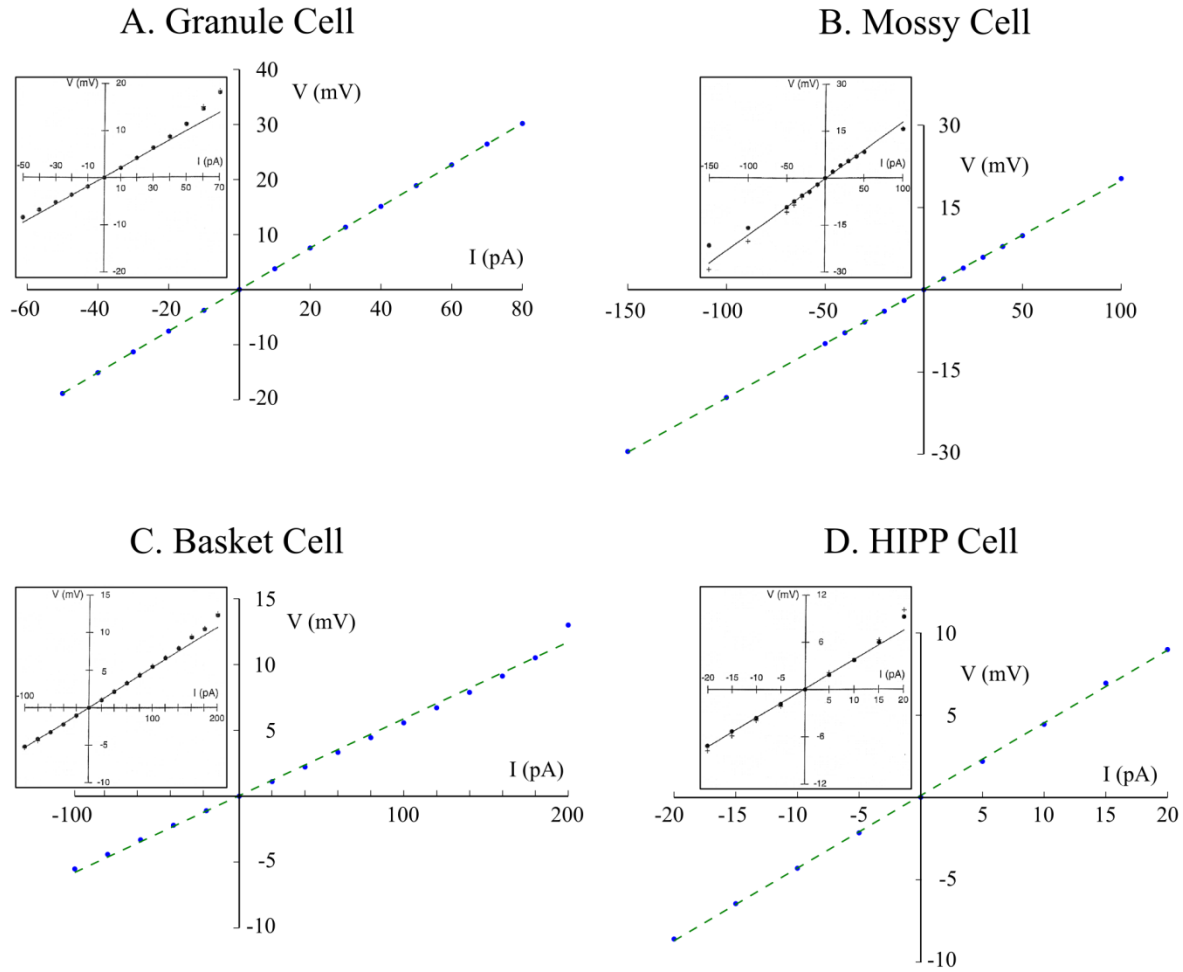 A. Granule Cell
V (mV)
20
10
-50 -30 -10
I (pA)
10 30 50 70
-10
-20
40
V (mV)
30
20
10
I (pA)
-60 -40 -20
20 40 60 80
-10
-20
B. Mossy Cell
V (mV)
30
15
-150 -100 -50
I (pA)
50 100
-15
-30
30
V (mV)
15
I (pA)
-150 -100 -50
50 100
-15
-30
C. Basket Cell
V (mV)
15
10
5
-100
I (pA)
100 200
-5
-10
15
V (mV)
10
5
I (pA)
-100
100 200
-5
-10
D. HIPP Cell
V (mV)
12
6
-20 -15 -10 -5
I (pA)
5 10 15 20
-6
-12
10
V (mV)
5
I (pA)
-20 -15 -10 -5
5 10 15 20
-5
-10